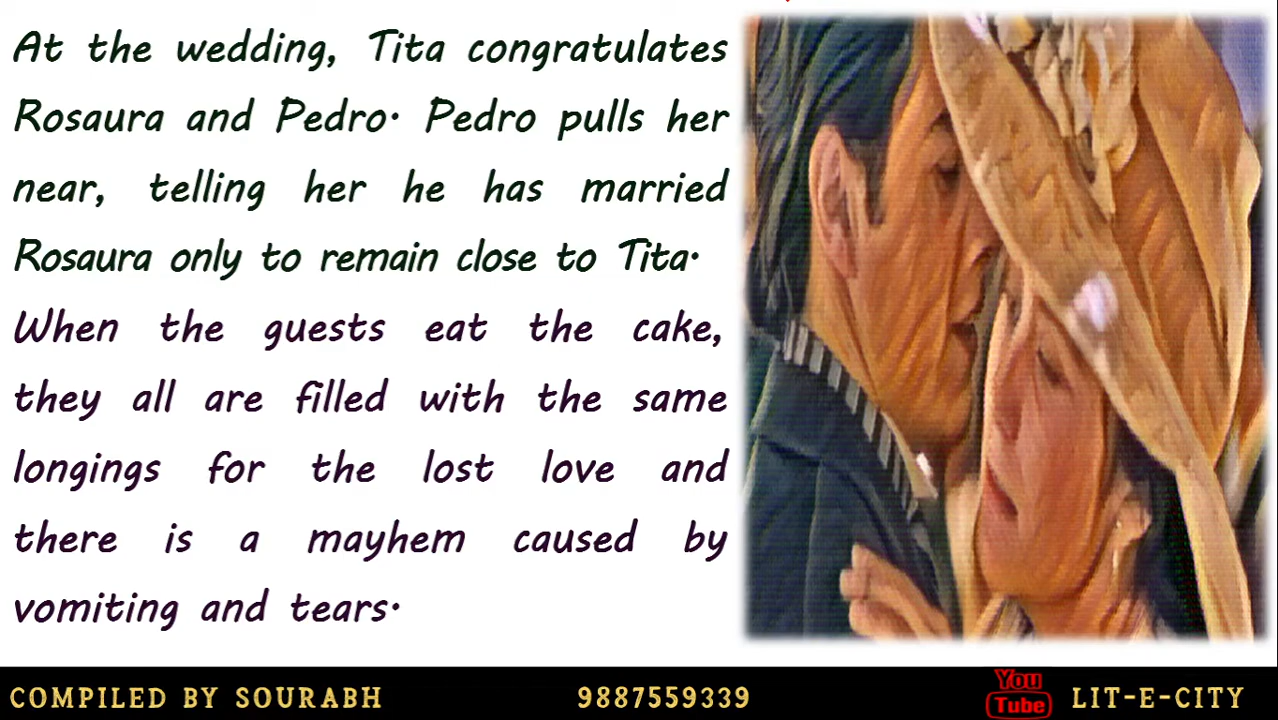 At the wedding, Tita congratulates
Rosaura and Pedro. Pedro pulls her
near, telling her he has married
Rosaura only to remain close to Tita.
When the guests eat the cake,
they all are filled with the same
longings for the lost love and
there is a mayhem caused by
vomiting and tears.
COMPILED BY SOURABH 9887559339 You Tube LIT-E-CITY